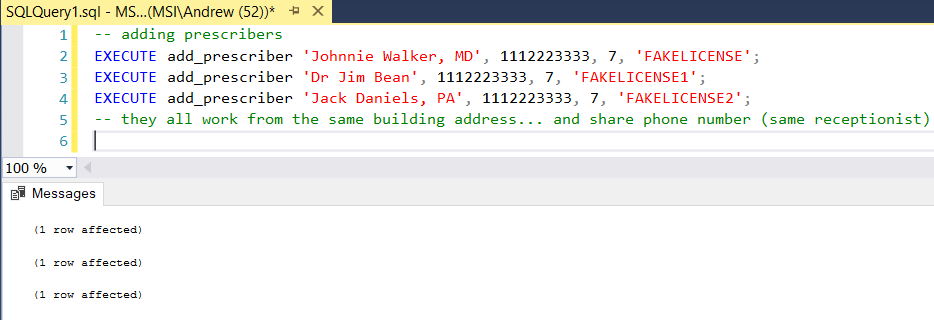 SQLQuery1.sql - MS...(MSI\Andrew (52))*
1 -- adding prescribers
2 EXECUTE add_prescriber 'Johnnie Walker, MD', 1112223333, 7, 'FAKELICENSE';
3 EXECUTE add_prescriber 'Dr Jim Bean', 1112223333, 7, 'FAKELICENSE1';
4 EXECUTE add_prescriber 'Jack Daniels, PA', 1112223333, 7, 'FAKELICENSE2';
5 -- they all work from the same building address... and share phone number (same receptionist)
6
100 %
Messages
(1 row affected)
(1 row affected)
(1 row affected)